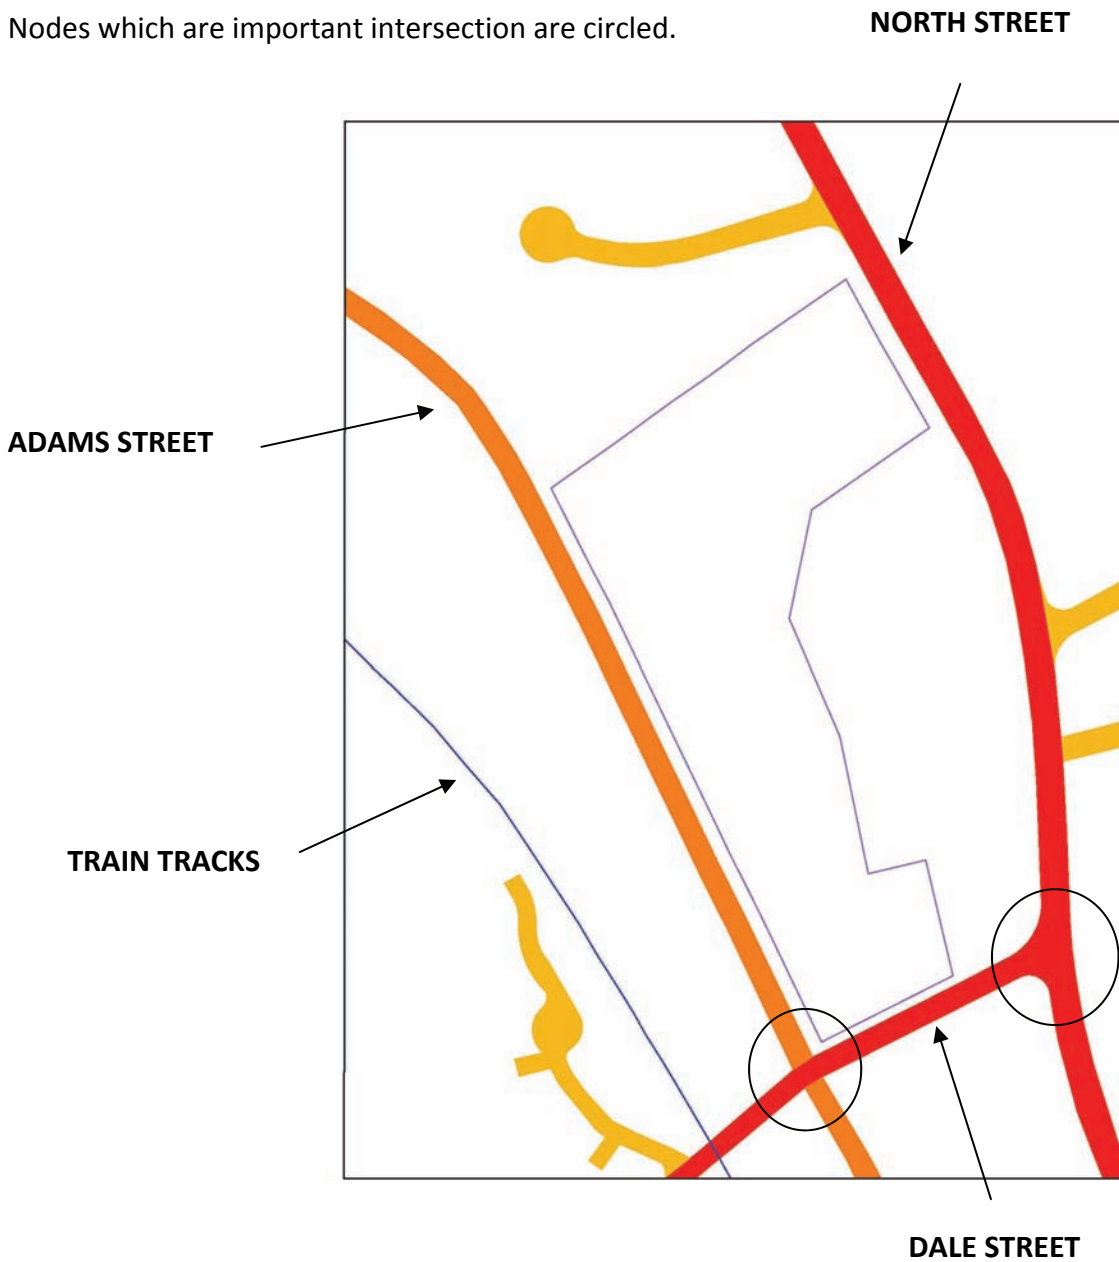 Nodes which are important intersection are circled.
NORTH STREET
ADAMS STREET
TRAIN TRACKS
DALE STREET